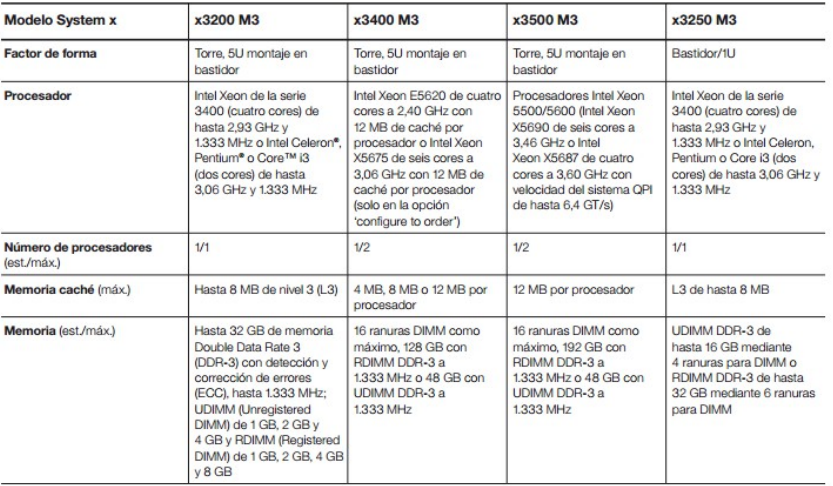 Modelo System x
x3200 M3
x3400 M3
x3500 M3
x3250 M3
Factor de forma
Torre, 5U montaje en
bastidor
Torre, 5U montaje en
bastidor
Torre, 5U montaje en
bastidor
Bastidor/1U
Procesador
Intel Xeon de la serie
3400 (cuatro cores) de
hasta 2,93 GHz y
1.333 MHz o Intel Celeron®,
Pentium® o Core™ i3
(dos cores) de hasta
3,06 GHz y 1.333 MHz
Intel Xeon E5620 de cuatro
cores a 2,40 GHz con
12 MB de caché por
procesador o Intel Xeon
X5675 de seis cores a
3,06 GHz con 12 MB de
caché por procesador
(solo en la opción
‘configure to order’)
Procesadores Intel Xeon
5500/5600 (Intel Xeon
X5690 de seis cores a
3,46 GHz o Intel
Xeon X5687 de cuatro
cores a 3,60 GHz con
velocidad del sistema QPI
de hasta 6,4 GT/s)
Intel Xeon de la serie
3400 (cuatro cores) de
hasta 2,93 GHz y
1.333 MHz o Intel Celeron,
Pentium o Core i3 (dos
cores) de hasta 3,06 GHz y
1.333 MHz
Número de procesadores
(est./máx.)
1/1
1/2
1/2
1/1
Memoria caché (máx.)
Hasta 8 MB de nivel 3 (L3)
4 MB, 8 MB o 12 MB por
procesador
12 MB por procesador
L3 de hasta 8 MB
Memoria (est./máx.)
Hasta 32 GB de memoria
Double Data Rate 3
(DDR-3) con detección y
corrección de errores
(ECC), hasta 1.333 MHz;
UDIMM (Unregistered
DIMM) de 1 GB, 2 GB y
4 GB y RDIMM (Registered
DIMM) de 1 GB, 2 GB, 4 GB
y 8 GB
16 ranuras DIMM como
máximo, 128 GB con
RDIMM DDR-3 a
1.333 MHz o 48 GB con
UDIMM DDR-3 a
1.333 MHz
16 ranuras DIMM como
máximo, 192 GB con
RDIMM DDR-3 a
1.333 MHz o 48 GB con
UDIMM DDR-3 a
1.333 MHz
UDIMM DDR-3 de
hasta 16 GB mediante
4 ranuras para DIMM o
RDIMM DDR-3 de hasta
32 GB mediante 6 ranuras
para DIMM